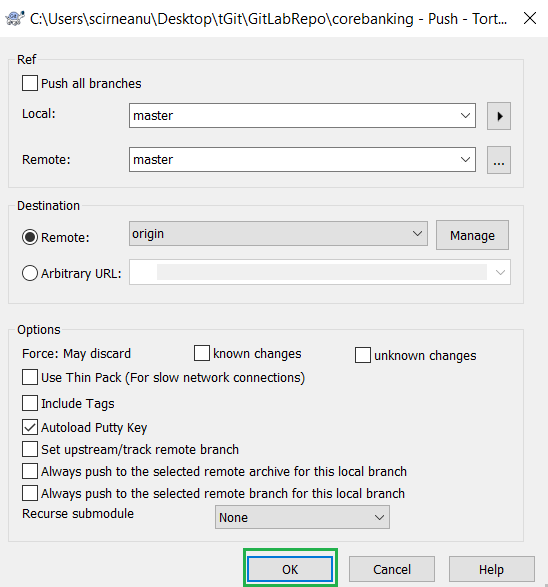 C:\Users\scirneanu\Desktop\tGit\GitLabRepo\corebanking - Push - Tort...
Ref
Push all branches
Local: master
Remote: master ...
Destination
Remote: origin Manage
Arbitrary URL:
Options
Force: May discard known changes unknown changes
Use Thin Pack (For slow network connections)
Include Tags
Autoload Putty Key
Set upstream/track remote branch
Always push to the selected remote archive for this local branch
Always push to the selected remote branch for this local branch
Recurse submodule None
OK Cancel Help